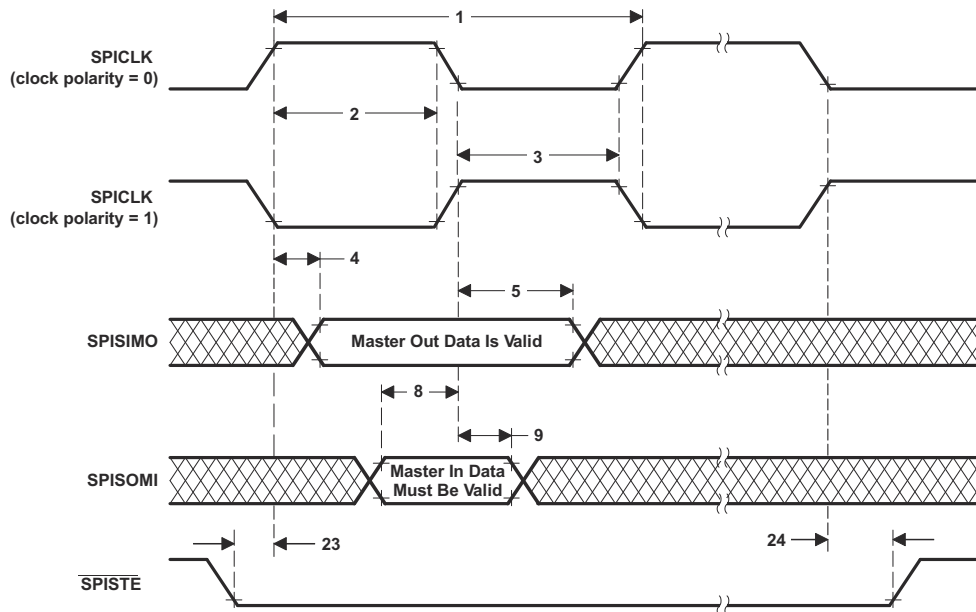 1
SPICLK
(clock polarity = 0)
2
3
SPICLK
(clock polarity = 1)
4
5
SPISIMO
Master Out Data Is Valid
8
9
SPISOMI
Master In Data
Must Be Valid
23
24
SPISTE